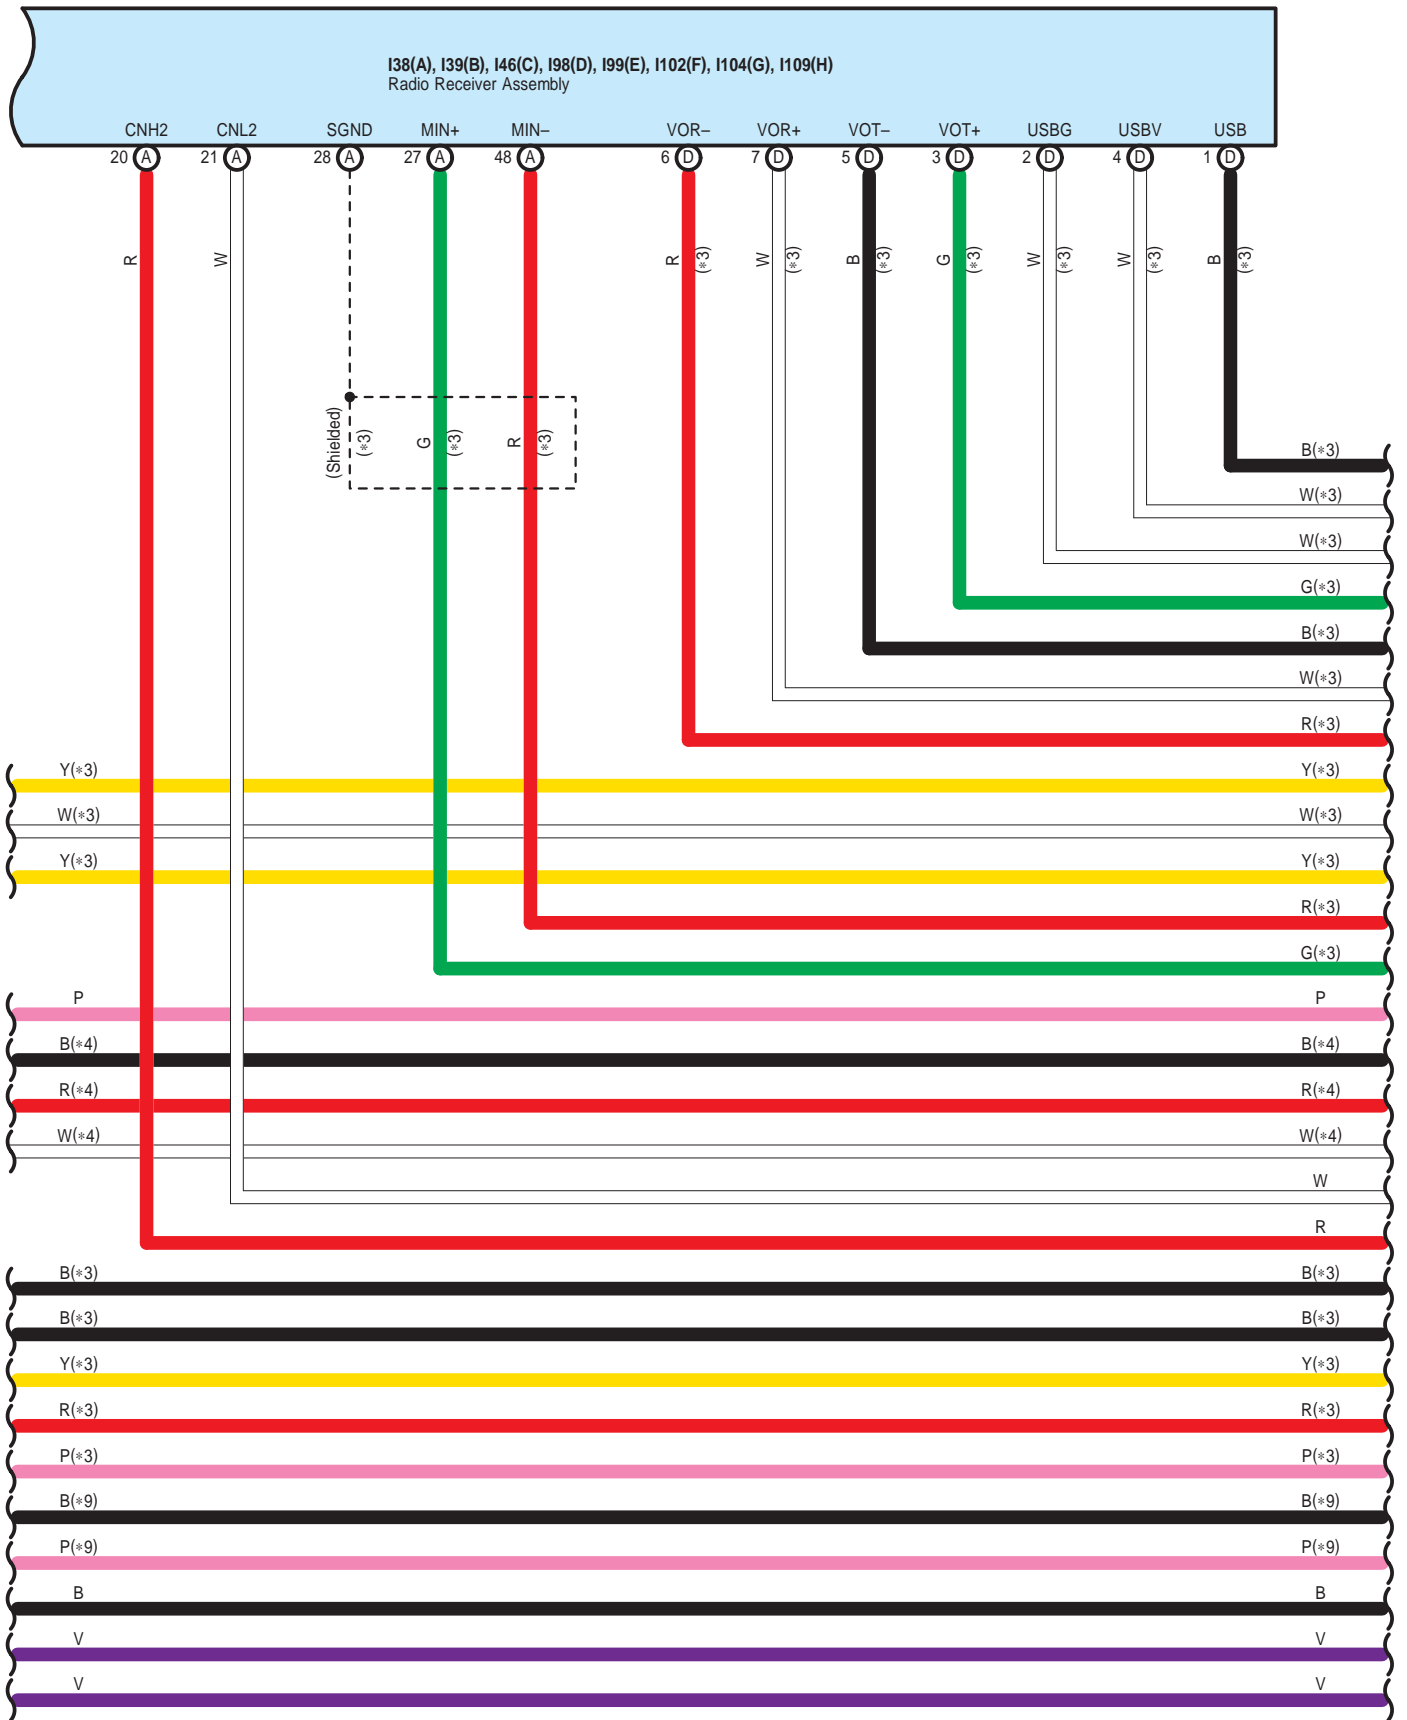 I38(A), I39(B), I46(C), I98(D), I99(E), I102(F), I104(G), I109(H)
Radio Receiver Assembly
CNH2 CNL2 SGND MIN+ MIN– VOR– VOR+ VOT– VOT+ USBG USBV USB
20 A 21 A 28 A 27 A 48 A 6 D 7 D 5 D 3 D 2 D 4 D 1 D
R W R (*3) W (*3) B (*3) G (*3) W (*3) W (*3) B (*3)
(Shielded) (*3) G (*3) R (*3)
B(*3)
W(*3)
W(*3)
G(*3)
B(*3)
W(*3)
R(*3)
Y(*3) Y(*3)
W(*3) W(*3)
Y(*3) Y(*3)
R(*3)
G(*3)
P P
B(*4) B(*4)
R(*4) R(*4)
W(*4) W(*4)
W
R
B(*3) B(*3)
B(*3) B(*3)
Y(*3) Y(*3)
R(*3) R(*3)
P(*3) P(*3)
B(*9) B(*9)
P(*9) P(*9)
B B
V V
V V